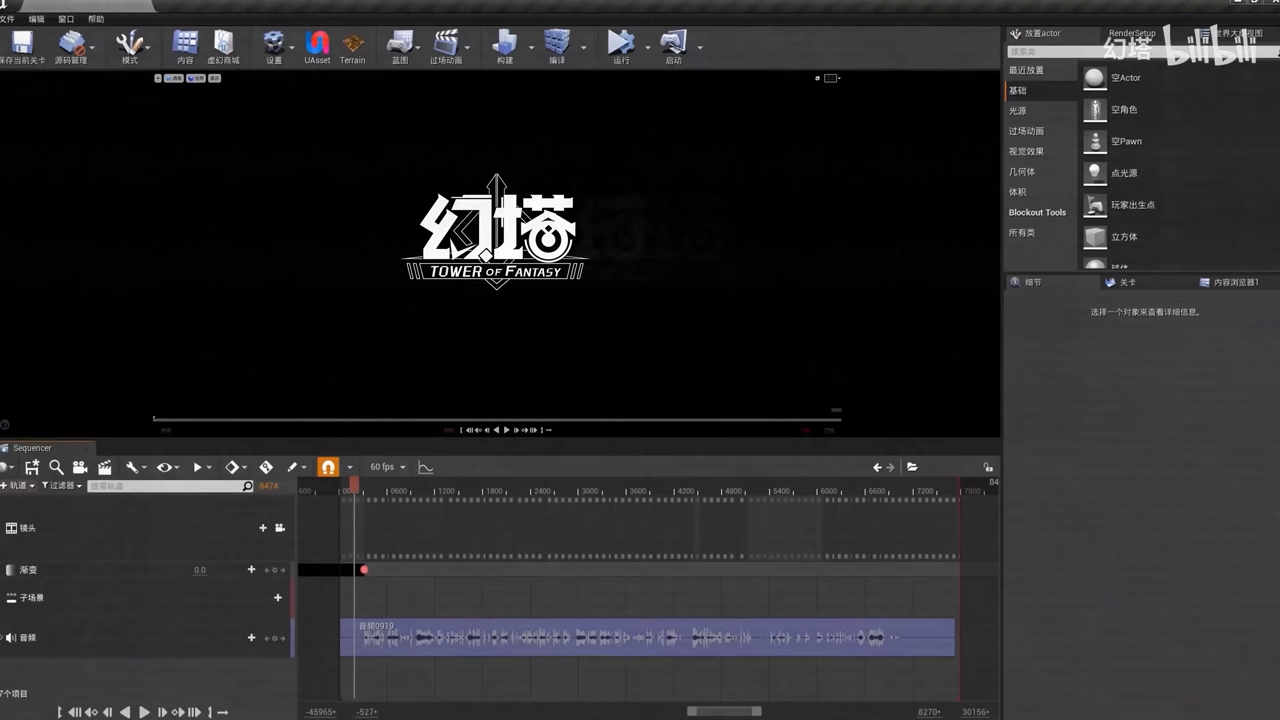 文件 编辑 窗口 帮助
保存当前关卡 源码管理 模式 内容 虚幻商城 设置 UAsset Terrain 蓝图 过场动画 构建 编译 运行 启动
放置actor RenderSetup
幻塔 bilibili
搜索类
最近放置
基础
光源
过场动画
视觉效果
几何体
体积
Blockout Tools
所有类
空Actor
空角色
空Pawn
点光源
玩家出生点
立方体
幻塔
TOWER OF FANTASY
细节 关卡 内容浏览器1
选择一个对象来查看详细信息。
Sequencer
60 fps
轨道 过滤器 搜索轨道 8474
0600 1200 1800 2400 3000 3600 4200 4800 5400 6000 6600 7200 7800 84
镜头
渐变 0.0
子场景
音频
音频0919
7个项目
-45965+ -527+ 8270+ 30156+